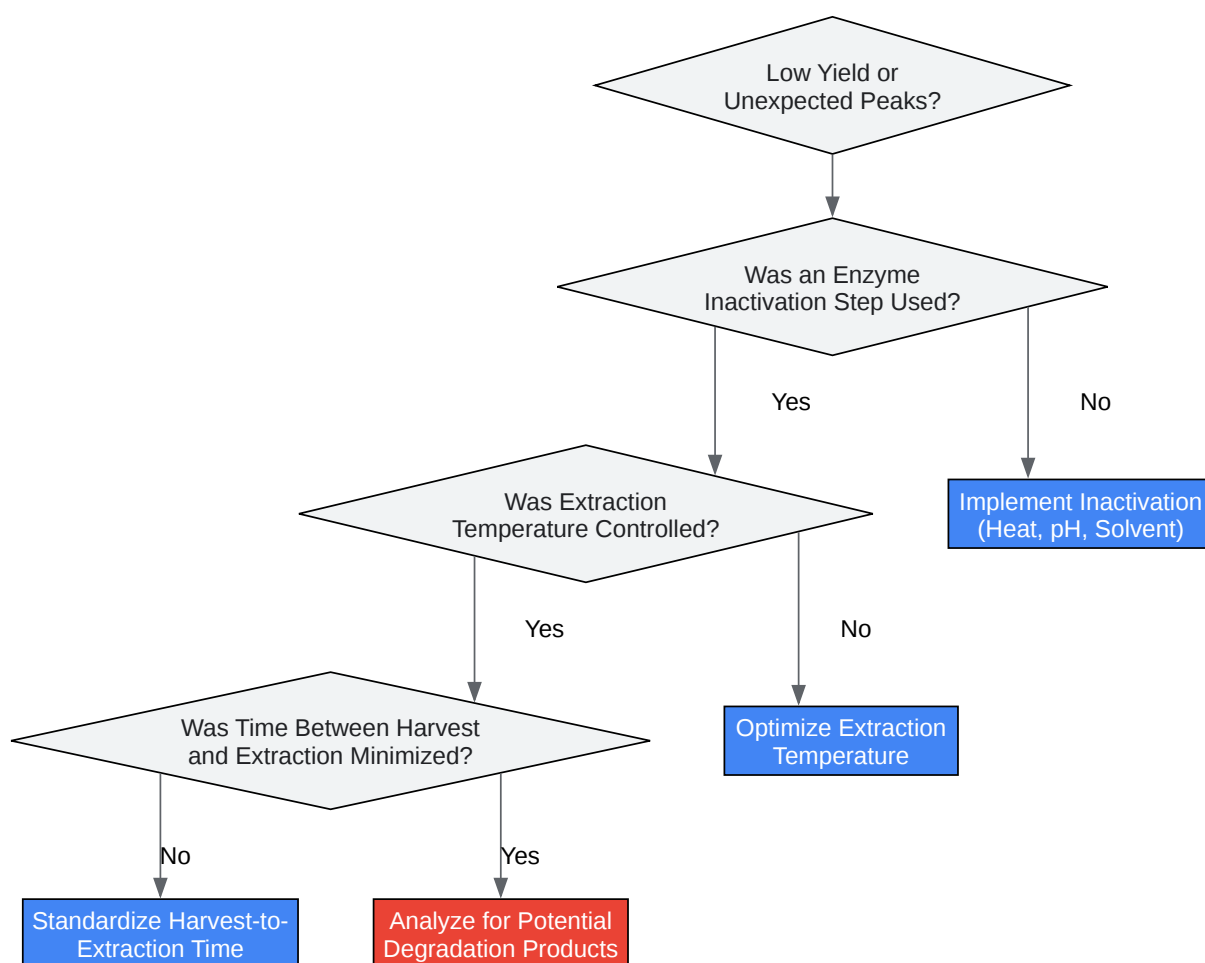 Low Yield or
Unexpected Peaks?
Was an Enzyme
Inactivation Step Used?
Yes
No
Was Extraction
Temperature Controlled?
Implement Inactivation
(Heat, pH, Solvent)
Yes
No
Was Time Between Harvest
and Extraction Minimized?
Optimize Extraction
Temperature
No
Yes
Standardize Harvest-to-
Extraction Time
Analyze for Potential
Degradation Products